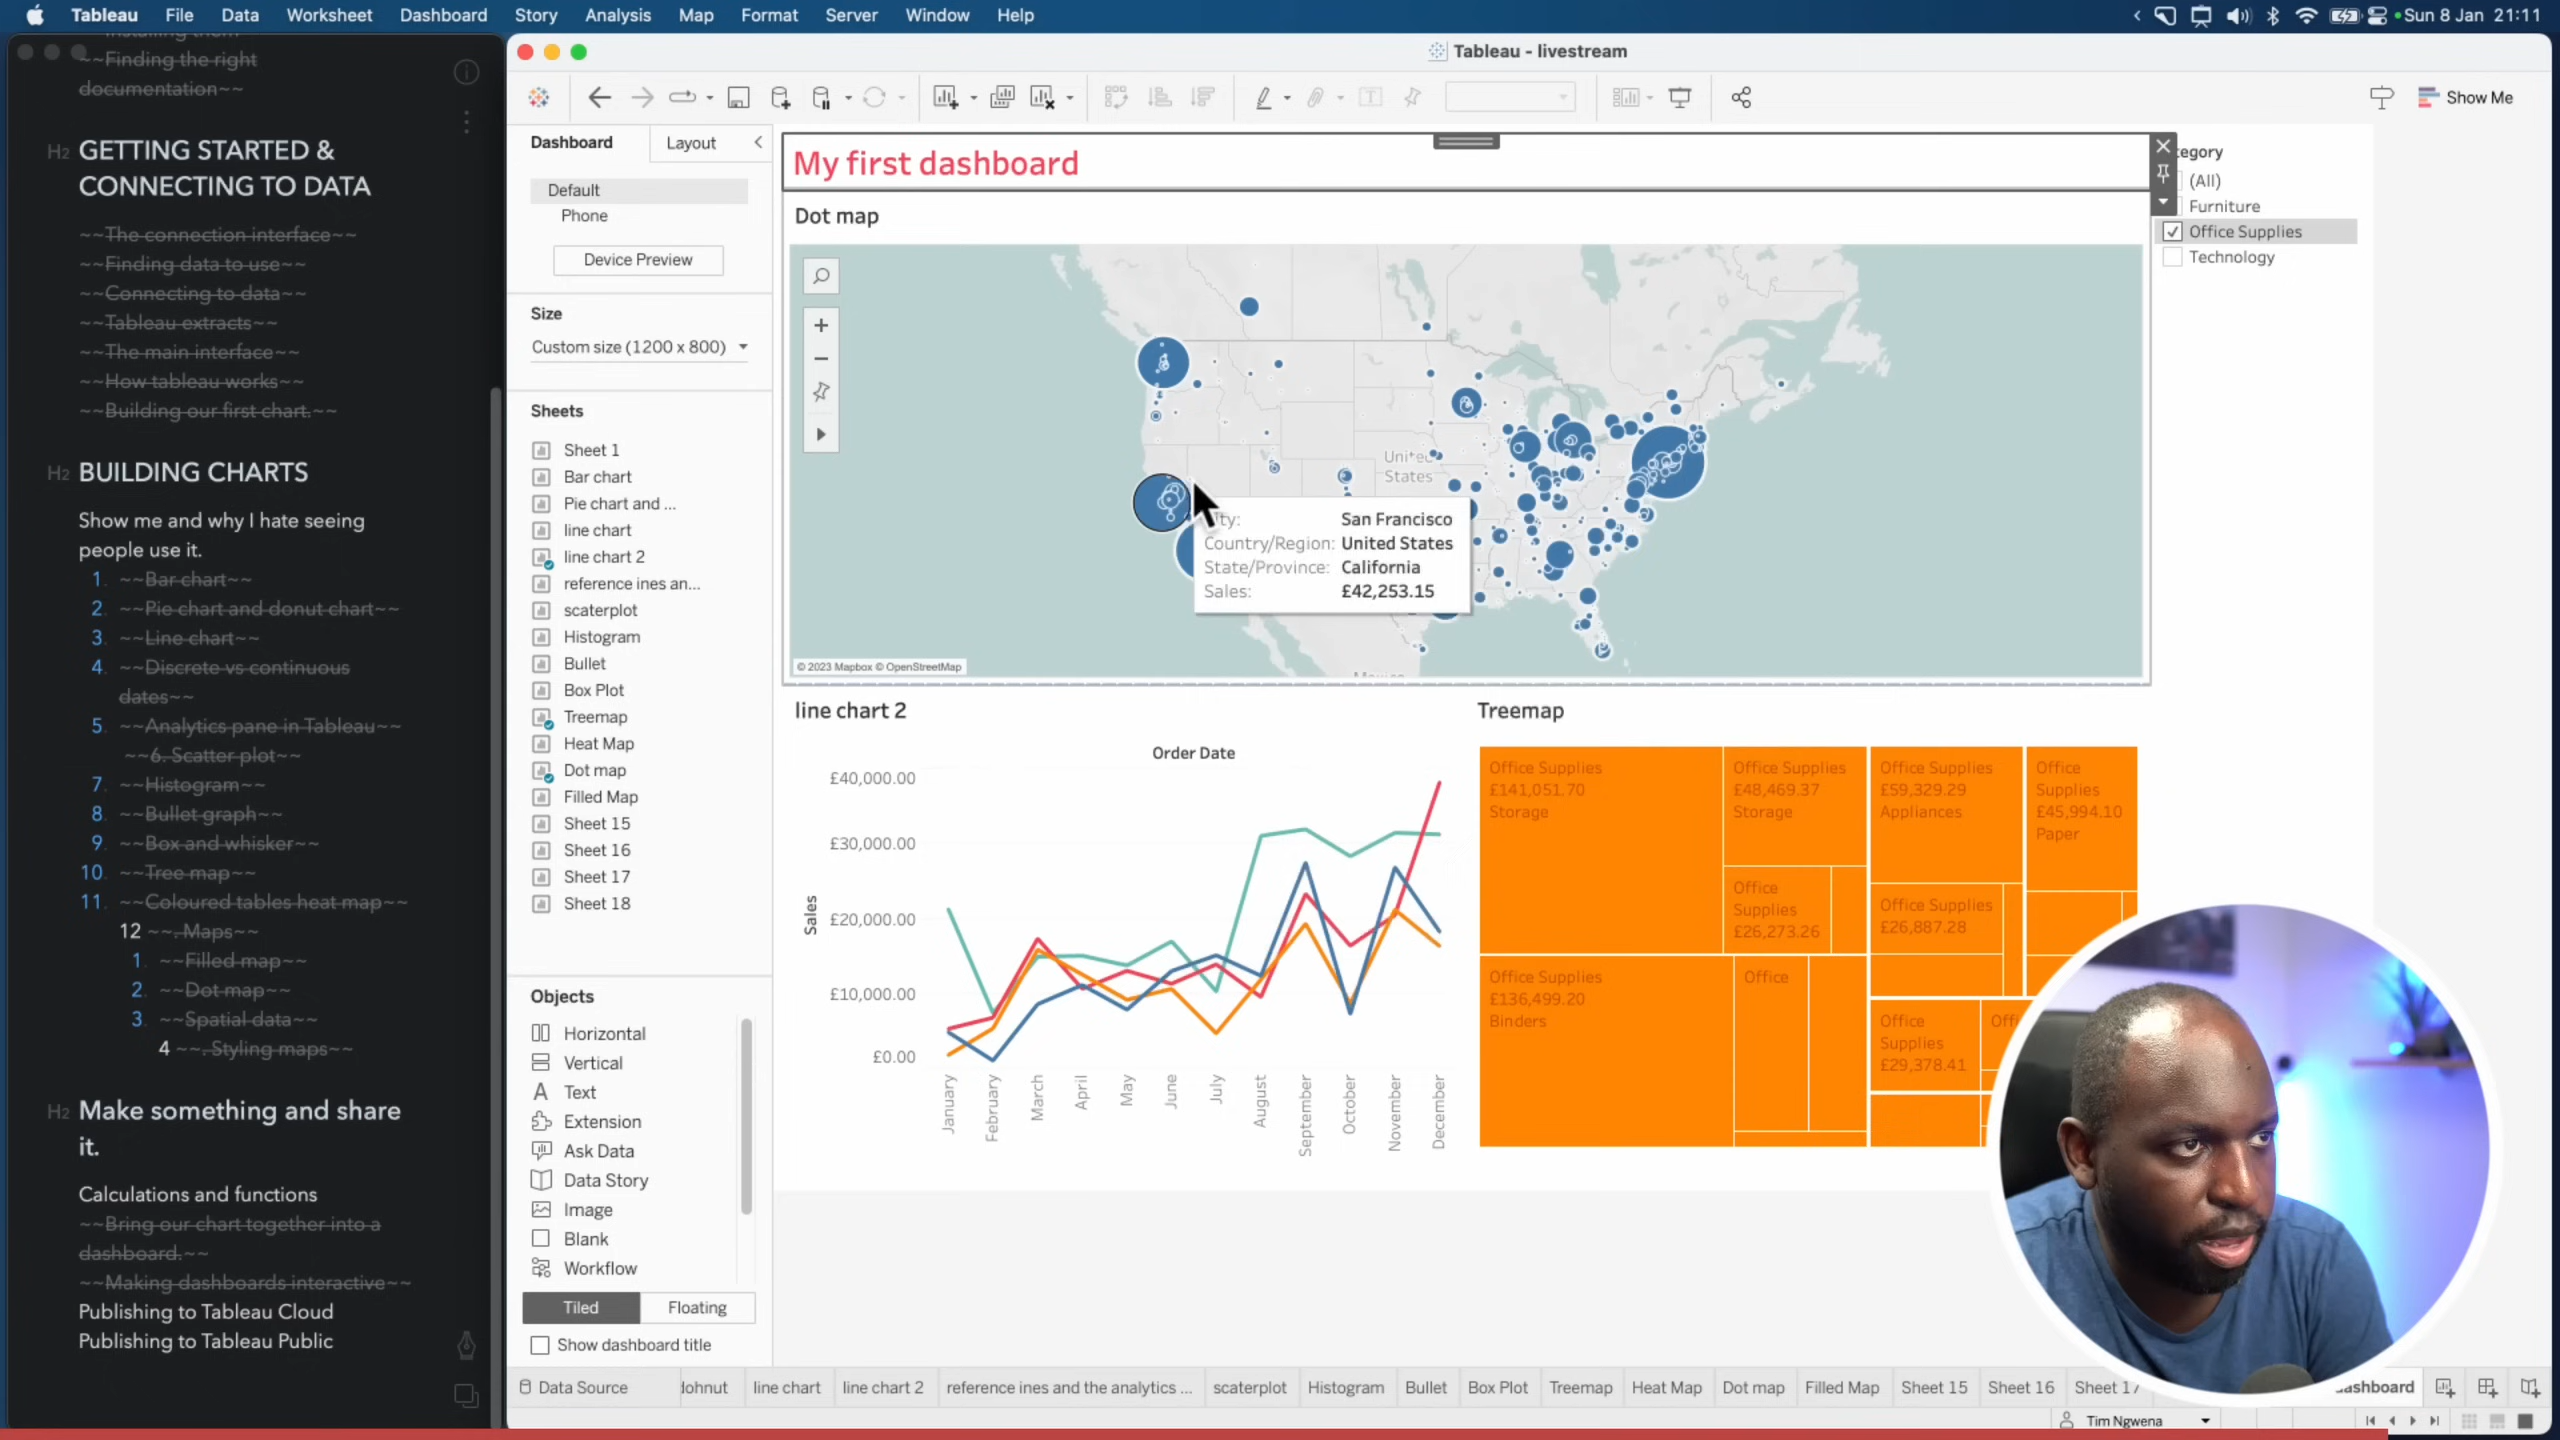 Tableau File Data Worksheet Dashboard Story Analysis Map Format Server Window Help
Sun 8 Jan 21:11
~~Finding the right
documentation~~
H2 GETTING STARTED &
CONNECTING TO DATA
~~The connection interface~~
~~Finding data to use~~
~~Connecting to data~~
~~Tableau extracts~~
~~The main interface~~
~~How tableau works~~
~~Building our first chart.~~
H2 BUILDING CHARTS
Show me and why I hate seeing
people use it.
1. ~~Bar chart~~
2. ~~Pie chart and donut chart~~
3. ~~Line chart~~
4. ~~Discrete vs continuous
dates~~
5. ~~Analytics pane in Tableau~~
~~6. Scatter plot~~
7. ~~Histogram~~
8. ~~Bullet graph~~
9. ~~Box and whisker~~
10. ~~Tree map~~
11. ~~Coloured tables heat map~~
12 ~~. Maps~~
1. ~~Filled map~~
2. ~~Dot map~~
3. ~~Spatial data~~
4 ~~. Styling maps~~
H2 Make something and share
it.
Calculations and functions
~~Bring our chart together into a
dashboard.~~
~~Making dashboards interactive~~
Publishing to Tableau Cloud
Publishing to Tableau Public
Tableau - livestream
Show Me
Dashboard Layout
Default
Phone
Device Preview
Size
Custom size (1200 x 800)
Sheets
Sheet 1
Bar chart
Pie chart and ...
line chart
line chart 2
reference ines an...
scaterplot
Histogram
Bullet
Box Plot
Treemap
Heat Map
Dot map
Filled Map
Sheet 15
Sheet 16
Sheet 17
Sheet 18
Objects
Horizontal
Vertical
Text
Extension
Ask Data
Data Story
Image
Blank
Workflow
Tiled Floating
Show dashboard title
My first dashboard
Dot map
United
States
San Francisco
Country/Region: United States
State/Province: California
Sales: £42,253.15
© 2023 Mapbox © OpenStreetMap
tegory
(All)
Furniture
Office Supplies
Technology
line chart 2
Order Date
Sales
£40,000.00
£30,000.00
£20,000.00
£10,000.00
£0.00
January
February
March
April
May
June
July
August
September
October
November
December
Treemap
Office Supplies
£141,051.70
Storage
Office Supplies
£48,469.37
Storage
Office Supplies
£59,329.29
Appliances
Office
Supplies
£45,994.10
Paper
Office
Supplies
£26,273.26
Office Supplies
£26,887.28
Office Supplies
£136,499.20
Binders
Office
Office
Supplies
£29,378.41
Offi
Data Source
dohnut
line chart
line chart 2
reference ines and the analytics ...
scaterplot
Histogram
Bullet
Box Plot
Treemap
Heat Map
Dot map
Filled Map
Sheet 15
Sheet 16
Sheet 17
dashboard
Tim Ngwena